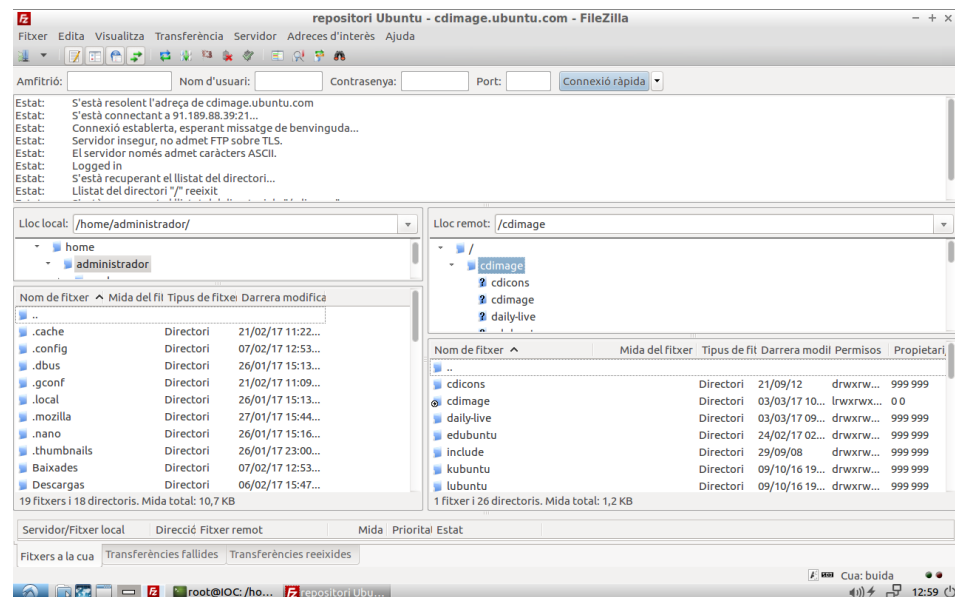 repositori Ubuntu - cdimage.ubuntu.com - FileZilla
Fitxer Edita Visualitza Transferència Servidor Adreces d'interès Ajuda
Amfitrió: Nom d'usuari: Contrasenya: Port: Connexió ràpida
Estat: S'està resolent l'adreça de cdimage.ubuntu.com
Estat: S'està connectant a 91.189.88.39:21...
Estat: Connexió establerta, esperant missatge de benvinguda...
Estat: Servidor insegur, no admet FTP sobre TLS.
Estat: El servidor només admet caràcters ASCII.
Estat: Logged in
Estat: S'està recuperant el llistat del directori...
Estat: Llistat del directori "/" reeixit
Lloc local: /home/administrador/
home
administrador
Nom de fitxer Mida del fil Tipus de fitxe Darrera modifica
..
.cache Directori 21/02/17 11:22...
.config Directori 07/02/17 12:53...
.dbus Directori 26/01/17 15:13...
.gconf Directori 21/02/17 11:09...
.local Directori 26/01/17 15:13...
.mozilla Directori 27/01/17 15:44...
.nano Directori 26/01/17 15:16...
.thumbnails Directori 26/01/17 23:00...
Baixades Directori 07/02/17 12:53...
Descargas Directori 06/02/17 15:47...
19 fitxers i 18 directoris. Mida total: 10,7 KB
Lloc remot: /cdimage
/
cdimage
cdicons
cdimage
daily-live
Nom de fitxer Mida del fitxer Tipus de fit Darrera modil Permisos Propietari
..
cdicons Directori 21/09/12 drwxrw... 999 999
cdimage Directori 03/03/17 10... lrwxrwx... 0 0
daily-live Directori 03/03/17 09... drwxrw... 999 999
edubuntu Directori 24/02/17 02... drwxrw... 999 999
include Directori 29/09/08 drwxrw... 999 999
kubuntu Directori 09/10/16 19... drwxrw... 999 999
lubuntu Directori 09/10/16 19... drwxrw... 999 999
1 fitxer i 26 directoris. Mida total: 1,2 KB
Servidor/Fitxer local Direcció Fitxer remot Mida Prioritat Estat
Fitxers a la cua Transferències fallides Transferències reeixides
Cua: buida
root@IOC: /ho... repositori Ubu... 12:59